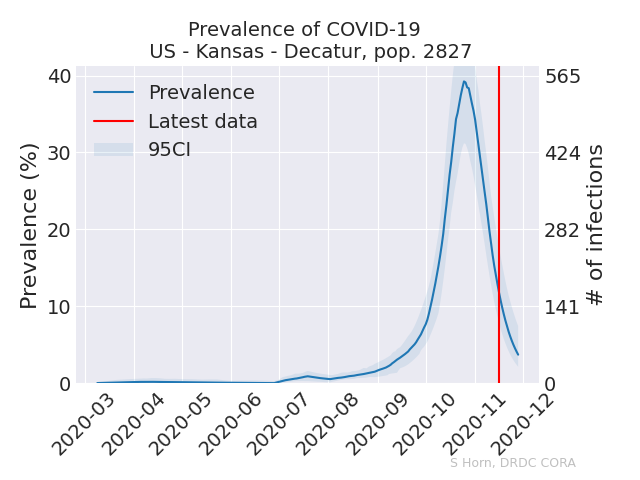 Prevalence of COVID-19
US - Kansas - Decatur, pop. 2827
Prevalence (%)
40
30
20
10
0
Prevalence
Latest data
95CI
565
424
282
141
0
# of infections
2020-03
2020-04
2020-05
2020-06
2020-07
2020-08
2020-09
2020-10
2020-11
2020-12
S Horn, DRDC CORA